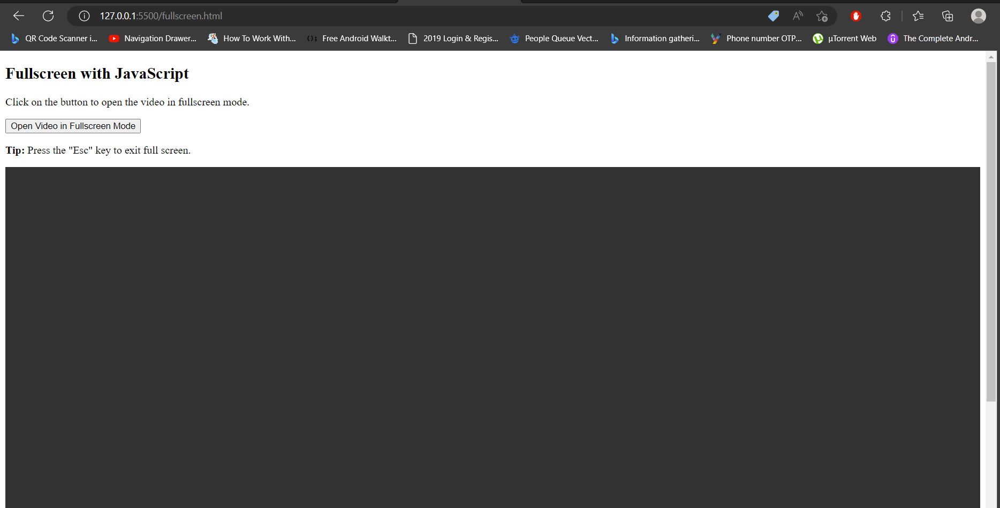 127.0.0.1:5500/fullscreen.html
QR Code Scanner i... Navigation Drawer... How To Work With... Free Android Walkt... 2019 Login & Regis... People Queue Vect... Information gatheri... Phone number OTP... µTorrent Web The Complete Andr...
Fullscreen with JavaScript
Click on the button to open the video in fullscreen mode.
Open Video in Fullscreen Mode
Tip: Press the "Esc" key to exit full screen.